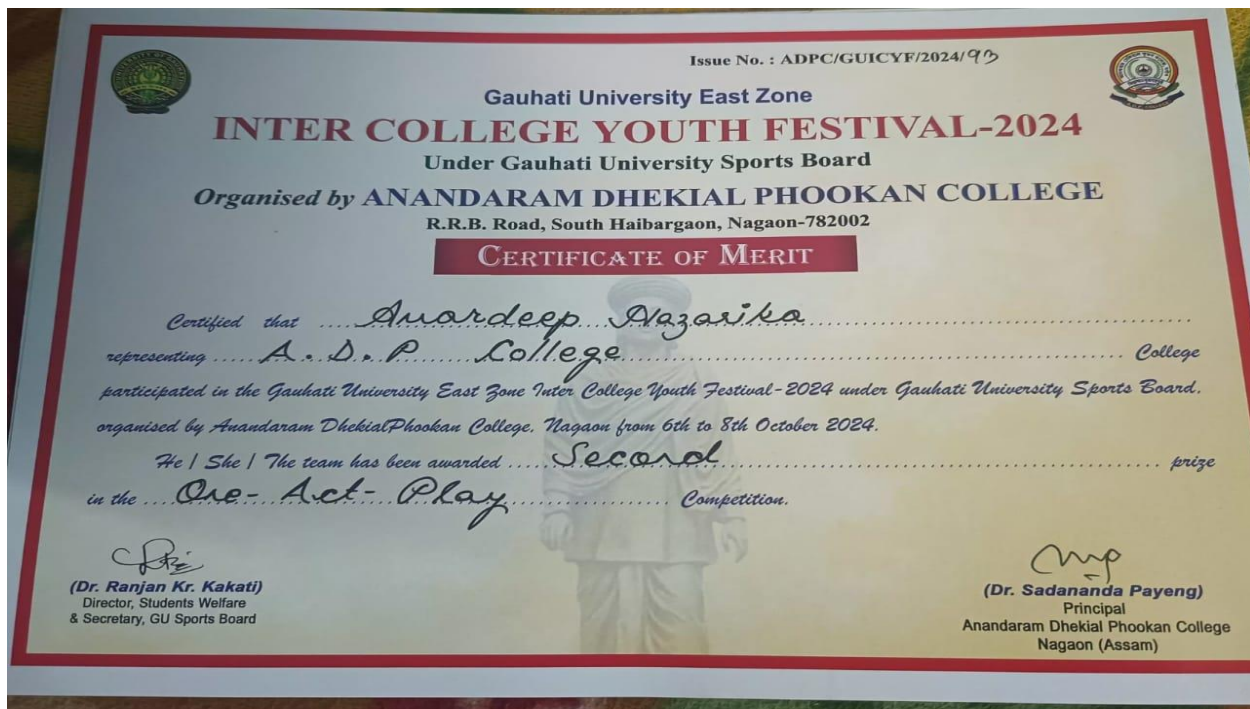 Issue No. : ADPC/GUICYF/2024/93
Gauhati University East Zone
INTER COLLEGE YOUTH FESTIVAL-2024
Under Gauhati University Sports Board
Organised by ANANDARAM DHEKIAL PHOOKAN COLLEGE
R.R.B. Road, South Haibargaon, Nagaon-782002
CERTIFICATE OF MERIT
Certified that Anardeep Hazarika
representing A.D.P College College
participated in the Gauhati University East Zone Inter College Youth Festival-2024 under Gauhati University Sports Board,
organised by Anandaram DhekialPhookan College, Nagaon from 6th to 8th October 2024.
He / She / The team has been awarded Second prize
in the One-Act-Play Competition.
(Dr. Ranjan Kr. Kakati)
Director, Students Welfare
& Secretary, GU Sports Board
(Dr. Sadananda Payeng)
Principal
Anandaram Dhekial Phookan College
Nagaon (Assam)